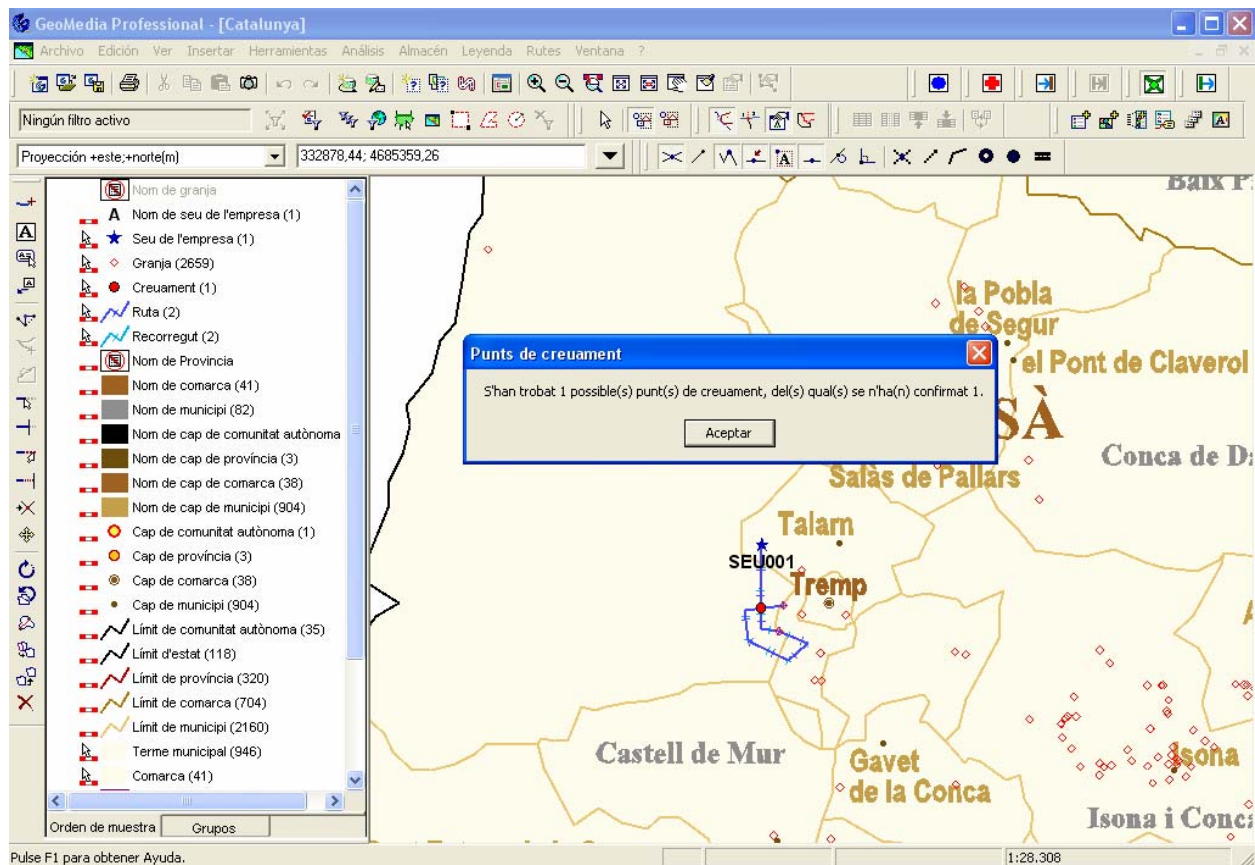 GeoMedia Professional - [Catalunya]
Archivo Edición Ver Insertar Herramientas Análisis Almacén Leyenda Rutes Ventana ?
Ningún filtro activo
Proyección +este;+norte(m)
332878,44; 4685359,26
Nom de granja
A Nom de seu de l'empresa (1)
Seu de l'empresa (1)
Granja (2659)
Creuament (1)
Ruta (2)
Recorregut (2)
Nom de Provincia
Nom de comarca (41)
Nom de municipi (82)
Nom de cap de comunitat autònoma
Nom de cap de província (3)
Nom de cap de comarca (38)
Nom de cap de municipi (904)
Cap de comunitat autònoma (1)
Cap de província (3)
Cap de comarca (38)
Cap de municipi (904)
Límit de comunitat autònoma (35)
Límit d'estat (118)
Límit de província (320)
Límit de comarca (704)
Límit de municipi (2160)
Terme municipal (946)
Comarca (41)
Orden de muestra
Grupos
Baix P
la Pobla
de Segur
el Pont de Claverol
Punts de creuament
S'han trobat 1 possible(s) punt(s) de creuament, del(s) qual(s) se n'ha(n) confirmat 1.
Aceptar
SÀ
Conca de D
Salàs de Pallars
Talarn
SEU001
Tremp
Castell de Mur
Gavet
de la Conca
Isona
Isona i Conc
Pulse F1 para obtener Ayuda.
1:28.308